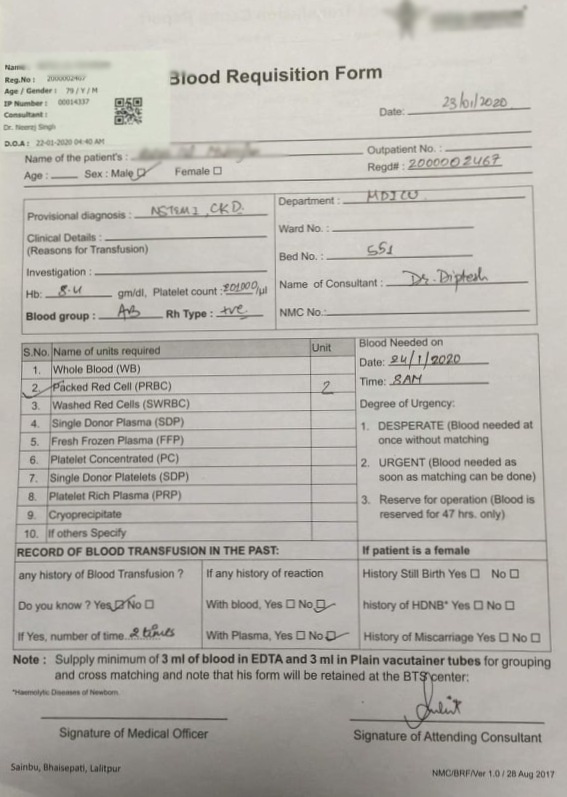 Name:
Reg.No : 2000002467
Age / Gender : 79 / Y / M
IP Number : 00014337
Consultant :
Dr. Neeraj Singh
D.O.A : 22-01-2020 04:40 AM
Blood Requisition Form
Date: 23/01/2020
Name of the patient's :
Outpatient No. :
Age : Sex : Male ☑ Female ☐
Regd# : 2000002467
Provisional diagnosis : NSTEMI, CKD.
Clinical Details :
(Reasons for Transfusion)
Investigation :
Hb: 8.4 gm/dl, Platelet count : 201000/µl
Blood group : AB Rh Type : +ve
Department : MDICU
Ward No. :
Bed No. : 551
Name of Consultant : Dr. Diptesh
NMC No.:
S.No. Name of units required Unit
1. Whole Blood (WB)
2. Packed Red Cell (PRBC) 2
3. Washed Red Cells (SWRBC)
4. Single Donor Plasma (SDP)
5. Fresh Frozen Plasma (FFP)
6. Platelet Concentrated (PC)
7. Single Donor Platelets (SDP)
8. Platelet Rich Plasma (PRP)
9. Cryoprecipitate
10. If others Specify
Blood Needed on
Date: 24/1/2020
Time: 8AM
Degree of Urgency:
1. DESPERATE (Blood needed at
once without matching
2. URGENT (Blood needed as
soon as matching can be done)
3. Reserve for operation (Blood is
reserved for 47 hrs. only)
RECORD OF BLOOD TRANSFUSION IN THE PAST:
any history of Blood Transfusion ?
Do you know ? Yes ☑ No ☐
If Yes, number of time. 2 times
If any history of reaction
With blood, Yes ☐ No ☑
With Plasma, Yes ☐ No ☑
If patient is a female
History Still Birth Yes ☐ No ☐
history of HDNB* Yes ☐ No ☐
History of Miscarriage Yes ☐ No ☐
Note : Sulpply minimum of 3 ml of blood in EDTA and 3 ml in Plain vacutainer tubes for grouping
and cross matching and note that his form will be retained at the BTS center:
*Haemolytic Diseases of Newborn.
Signature of Medical Officer
Signature of Attending Consultant
Sainbu, Bhaisepati, Lalitpur
NMC/BRF/Ver 1.0 / 28 Aug 2017